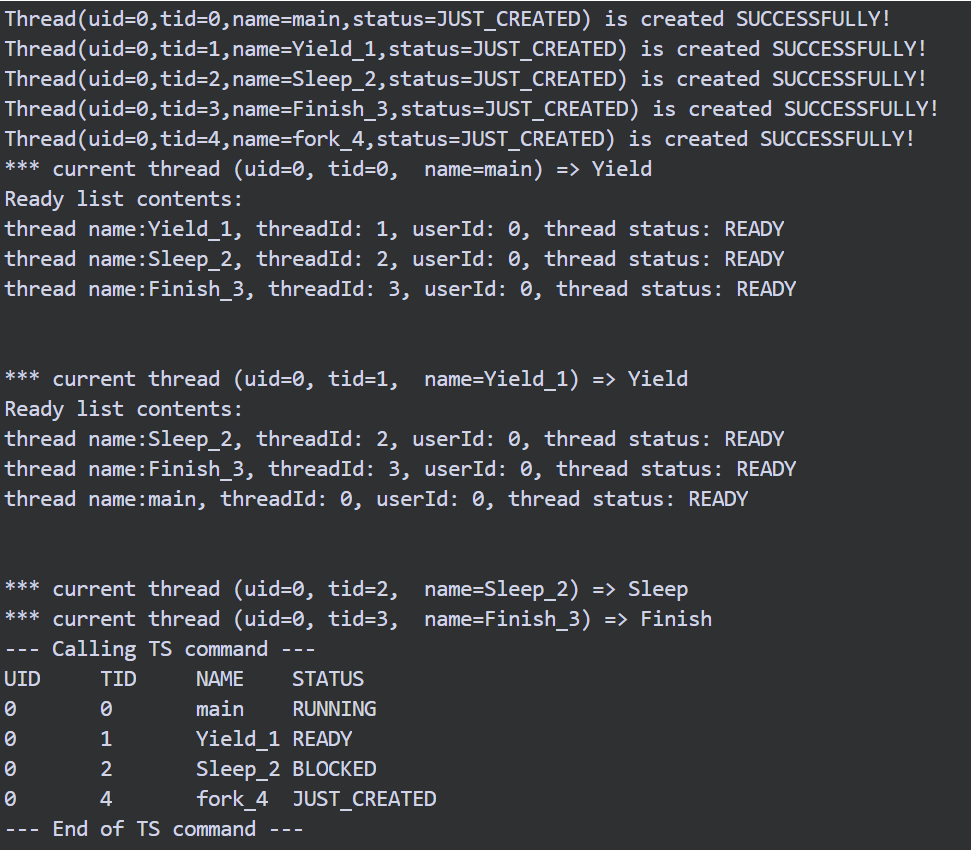 Thread(uid=0,tid=0,name=main,status=JUST_CREATED) is created SUCCESSFULLY!
Thread(uid=0,tid=1,name=Yield_1,status=JUST_CREATED) is created SUCCESSFULLY!
Thread(uid=0,tid=2,name=Sleep_2,status=JUST_CREATED) is created SUCCESSFULLY!
Thread(uid=0,tid=3,name=Finish_3,status=JUST_CREATED) is created SUCCESSFULLY!
Thread(uid=0,tid=4,name=fork_4,status=JUST_CREATED) is created SUCCESSFULLY!
*** current thread (uid=0, tid=0,  name=main) => Yield
Ready list contents:
thread name:Yield_1, threadId: 1, userId: 0, thread status: READY
thread name:Sleep_2, threadId: 2, userId: 0, thread status: READY
thread name:Finish_3, threadId: 3, userId: 0, thread status: READY
*** current thread (uid=0, tid=1,  name=Yield_1) => Yield
Ready list contents:
thread name:Sleep_2, threadId: 2, userId: 0, thread status: READY
thread name:Finish_3, threadId: 3, userId: 0, thread status: READY
thread name:main, threadId: 0, userId: 0, thread status: READY
*** current thread (uid=0, tid=2,  name=Sleep_2) => Sleep
*** current thread (uid=0, tid=3,  name=Finish_3) => Finish
--- Calling TS command ---
UID     TID     NAME    STATUS
0       0       main    RUNNING
0       1       Yield_1 READY
0       2       Sleep_2 BLOCKED
0       4       fork_4  JUST_CREATED
--- End of TS command ---